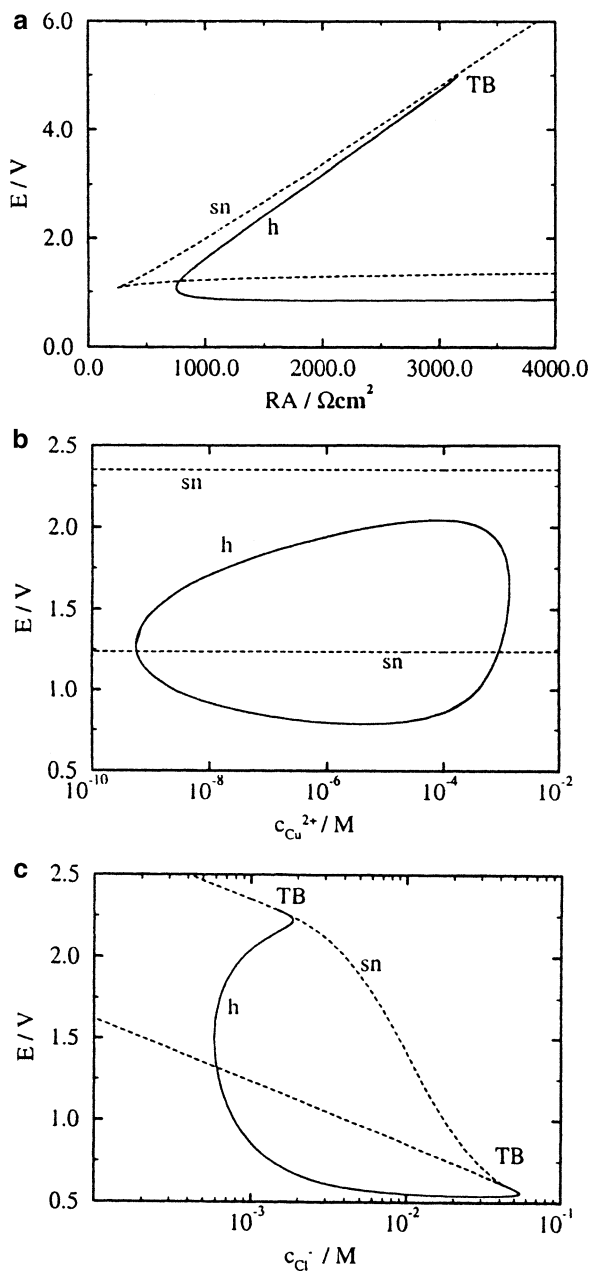 a
6.0
4.0
2.0
0.0
E / V
sn
h
TB
0.0 1000.0 2000.0 3000.0 4000.0
RA / Ωcm²
b
2.5
2.0
1.5
1.0
0.5
E / V
sn
h
sn
10⁻¹⁰ 10⁻⁸ 10⁻⁶ 10⁻⁴ 10⁻²
c_Cu²⁺ / M
c
2.5
2.0
1.5
1.0
0.5
E / V
TB
sn
h
TB
10⁻³ 10⁻² 10⁻¹
c_Cl⁻ / M